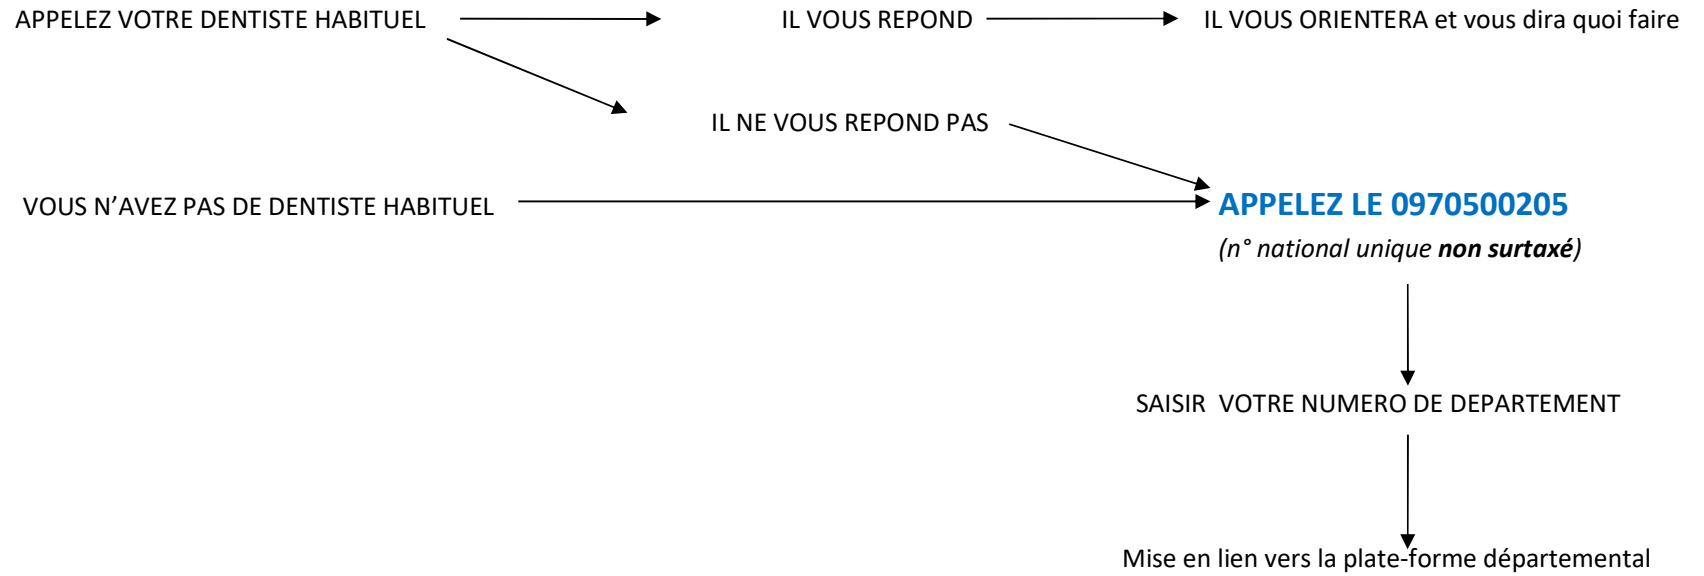 APPELEZ VOTRE DENTISTE HABITUEL
IL VOUS REPOND
IL VOUS ORIENTERA et vous dira quoi faire
IL NE VOUS REPOND PAS
VOUS N’AVEZ PAS DE DENTISTE HABITUEL
APPELEZ LE 0970500205
(n° national unique non surtaxé)
SAISIR VOTRE NUMERO DE DEPARTEMENT
Mise en lien vers la plate-forme départemental